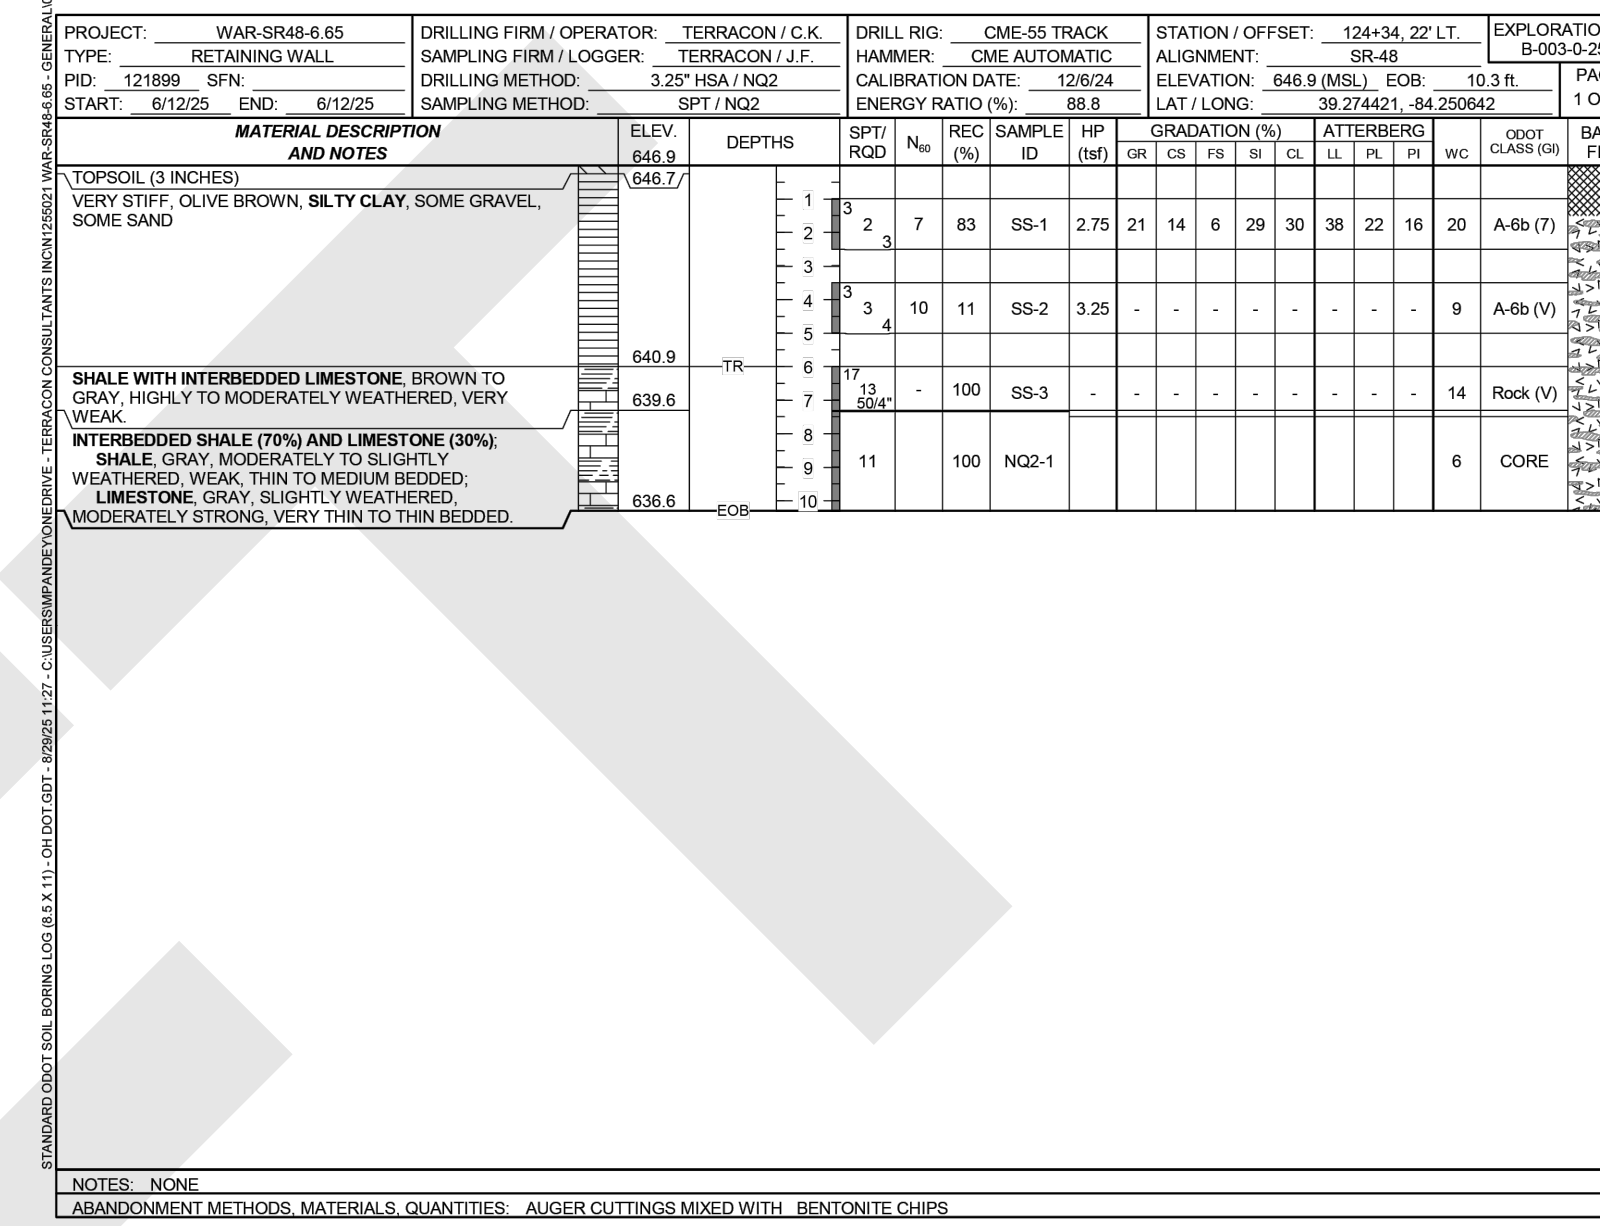 PROJECT: WAR-SR48-6.65 DRILLING FIRM / OPERATOR: TERRACON / C.K. DRILL RIG: CME-55 TRACK STATION / OFFSET: 124+34, 22' LT. EXPLORATIO
TYPE: RETAINING WALL SAMPLING FIRM / LOGGER: TERRACON / J.F. HAMMER: CME AUTOMATIC ALIGNMENT: SR-48 B-003-0-25
PID: 121899 SFN: DRILLING METHOD: 3.25" HSA / NQ2 CALIBRATION DATE: 12/6/24 ELEVATION: 646.9 (MSL) EOB: 10.3 ft. PA
START: 6/12/25 END: 6/12/25 SAMPLING METHOD: SPT / NQ2 ENERGY RATIO (%): 88.8 LAT / LONG: 39.274421, -84.250642 1 O
MATERIAL DESCRIPTION ELEV. DEPTHS SPT/ N60 REC SAMPLE HP GRADATION (%) ATTERBERG ODOT BA
AND NOTES 646.9 RQD (%) ID (tsf) GR CS FS SI CL LL PL PI WC CLASS (GI) F
TOPSOIL (3 INCHES) 646.7
VERY STIFF, OLIVE BROWN, SILTY CLAY, SOME GRAVEL, 1 3
SOME SAND 2 2 7 83 SS-1 2.75 21 14 6 29 30 38 22 16 20 A-6b (7)
3
3
4 3 3 10 11 SS-2 3.25 - - - - - - - - 9 A-6b (V)
5 4
640.9 TR 6
SHALE WITH INTERBEDDED LIMESTONE, BROWN TO 17
GRAY, HIGHLY TO MODERATELY WEATHERED, VERY 639.6 7 13 - 100 SS-3 - - - - - - - - - 14 Rock (V)
WEAK. 50/4"
INTERBEDDED SHALE (70%) AND LIMESTONE (30%); 8
SHALE, GRAY, MODERATELY TO SLIGHTLY 11 100 NQ2-1 6 CORE
WEATHERED, WEAK, THIN TO MEDIUM BEDDED; 9
LIMESTONE, GRAY, SLIGHTLY WEATHERED, 636.6 10
MODERATELY STRONG, VERY THIN TO THIN BEDDED. EOB
NOTES: NONE
ABANDONMENT METHODS, MATERIALS, QUANTITIES: AUGER CUTTINGS MIXED WITH BENTONITE CHIPS
STANDARD ODOT SOIL BORING LOG (8.5 X 11) - OH DOT.GDT - 8/29/25 11:27 - C:\USERS\MPANDEY\ONEDRIVE - TERRACON CONSULTANTS INC\N1255021 WAR-SR48-6.65 - GENERAL\